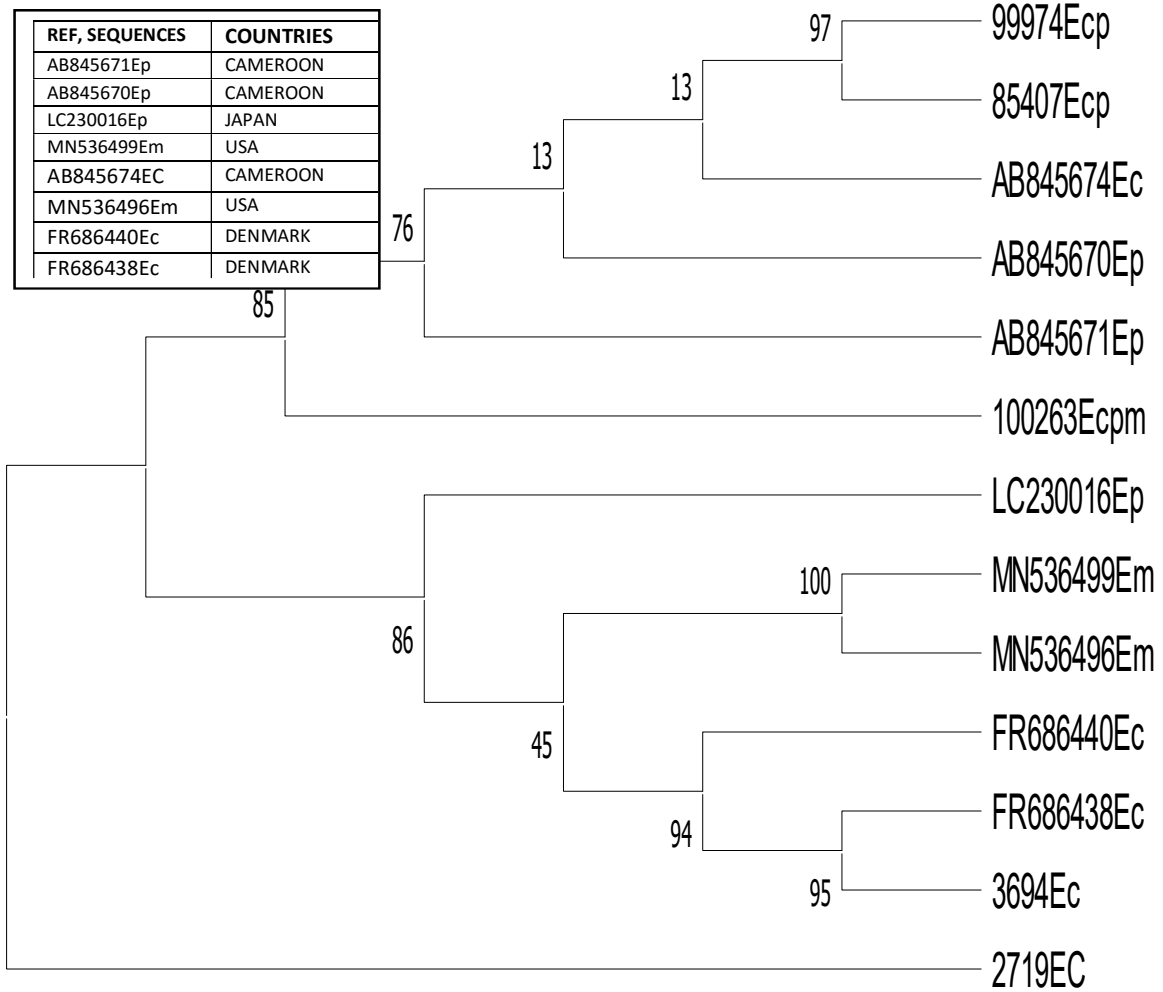 REF, SEQUENCES COUNTRIES
AB845671Ep CAMEROON
AB845670Ep CAMEROON
LC230016Ep JAPAN
MN536499Em USA
AB845674EC CAMEROON
MN536496Em USA
FR686440Ec DENMARK
FR686438Ec DENMARK
97
99974Ecp
13
85407Ecp
13
AB845674Ec
76
AB845670Ep
85
AB845671Ep
100263Ecpm
LC230016Ep
100
MN536499Em
86
MN536496Em
45
FR686440Ec
94
FR686438Ec
95
3694Ec
2719EC